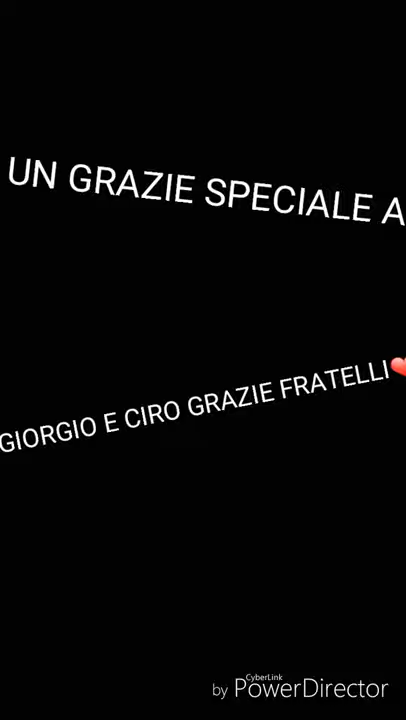 UN GRAZIE SPECIALE A
GIORGIO E CIRO GRAZIE FRATELLI❤
CyberLink
by PowerDirector